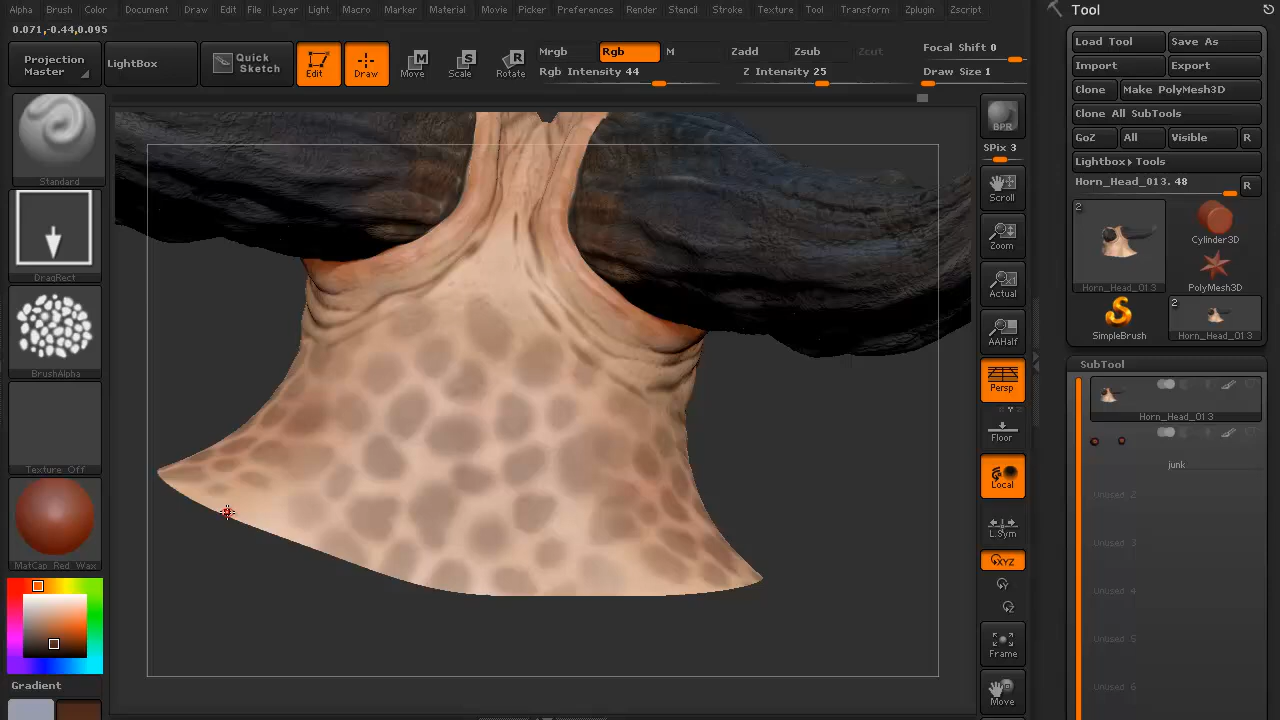 Alpha Brush Color Document Draw Edit File Layer Light Macro Marker Material Movie Picker Preferences Render Stencil Stroke Texture Tool Transform Zplugin Zscript
0.071,-0.44,0.095
Projection Master
LightBox
Quick Sketch
Edit
Draw
Move
Scale
Rotate
Mrgb Rgb M Zadd Zsub Zcut
Rgb Intensity 44 Z Intensity 25
Focal Shift 0
Draw Size 1
Standard
DragRect
BrushAlpha
Texture Off
MatCap Red Wax
Gradient
BPR
SPix 3
Scroll
Zoom
Actual
AAHalf
Persp
Floor
Local
L.Sym
XYZ
Frame
Move
Tool
Load Tool Save As
Import Export
Clone Make PolyMesh3D
Clone All SubTools
GoZ All Visible R
Lightbox▸Tools
Horn_Head_013. 48 R
2
Horn_Head_013
Cylinder3D
PolyMesh3D
SimpleBrush
2
Horn_Head_013
SubTool
Horn_Head_013
junk
Unused 2
Unused 3
Unused 4
Unused 5
Unused 6